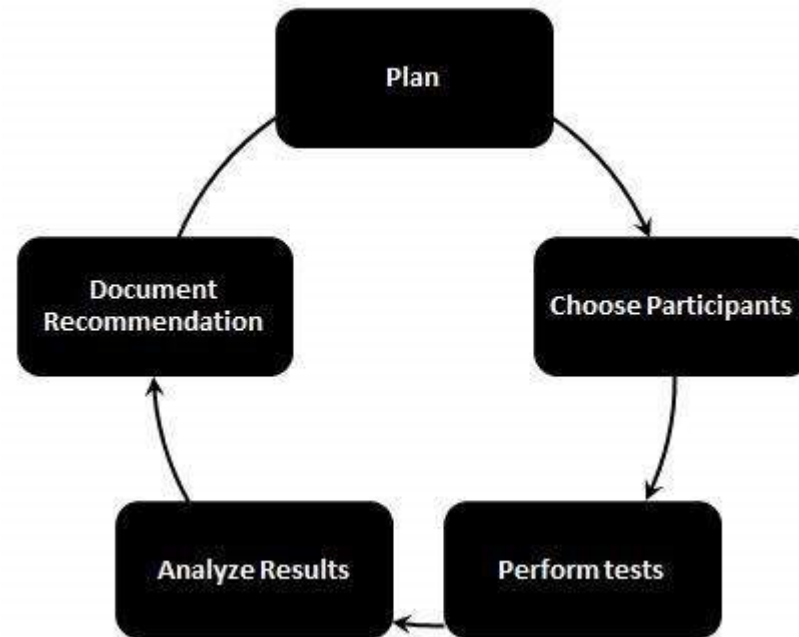 Plan
Choose Participants
Perform tests
Analyze Results
Document
Recommendation